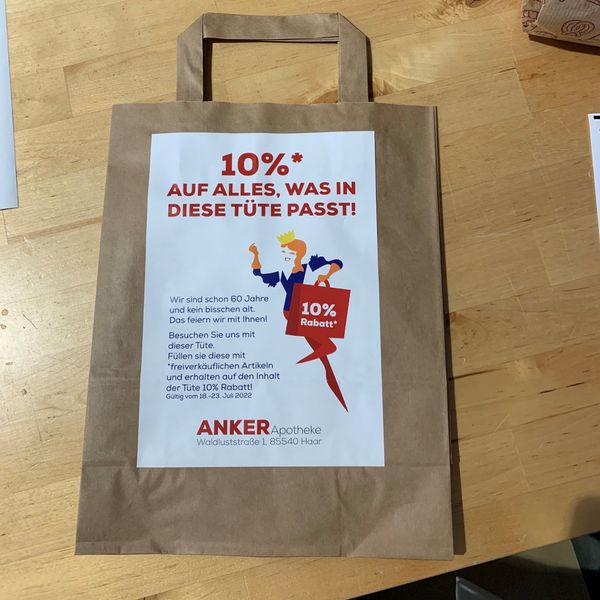 10%*
AUF ALLES, WAS IN
DIESE TÜTE PASST!
10%
Rabatt*
Wir sind schon 60 Jahre
und kein bisschen alt.
Das feiern wir mit Ihnen!
Besuchen Sie uns mit
dieser Tüte.
Füllen sie diese mit
*freiverkäuflichen Artikeln
und erhalten auf den Inhalt
der Tüte 10% Rabatt!
Gültig vom 18.-23. Juli 2022
ANKER Apotheke
Waldluststraße 1, 85540 Haar